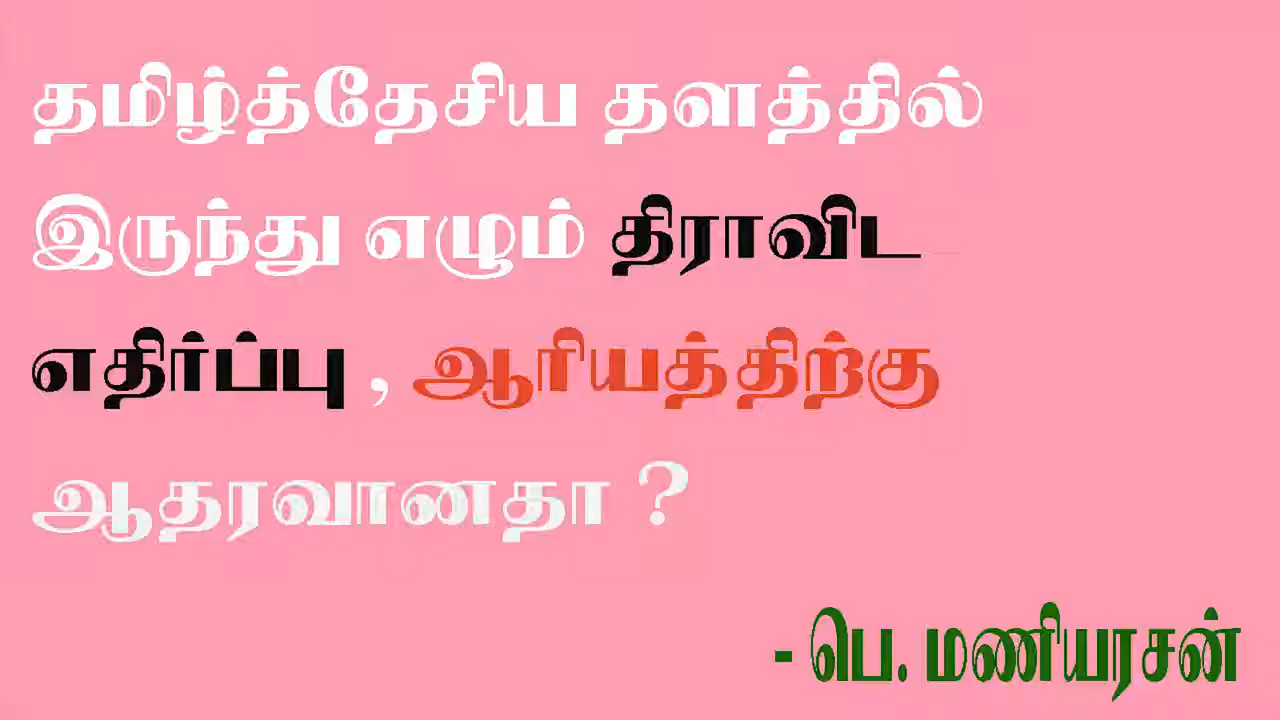 தமிழ்த்தேசிய தளத்தில்
இருந்து எழும் திராவிட
எதிர்ப்பு , ஆரியத்திற்கு
ஆதரவானதா ?
- பெ. மணியரசன்